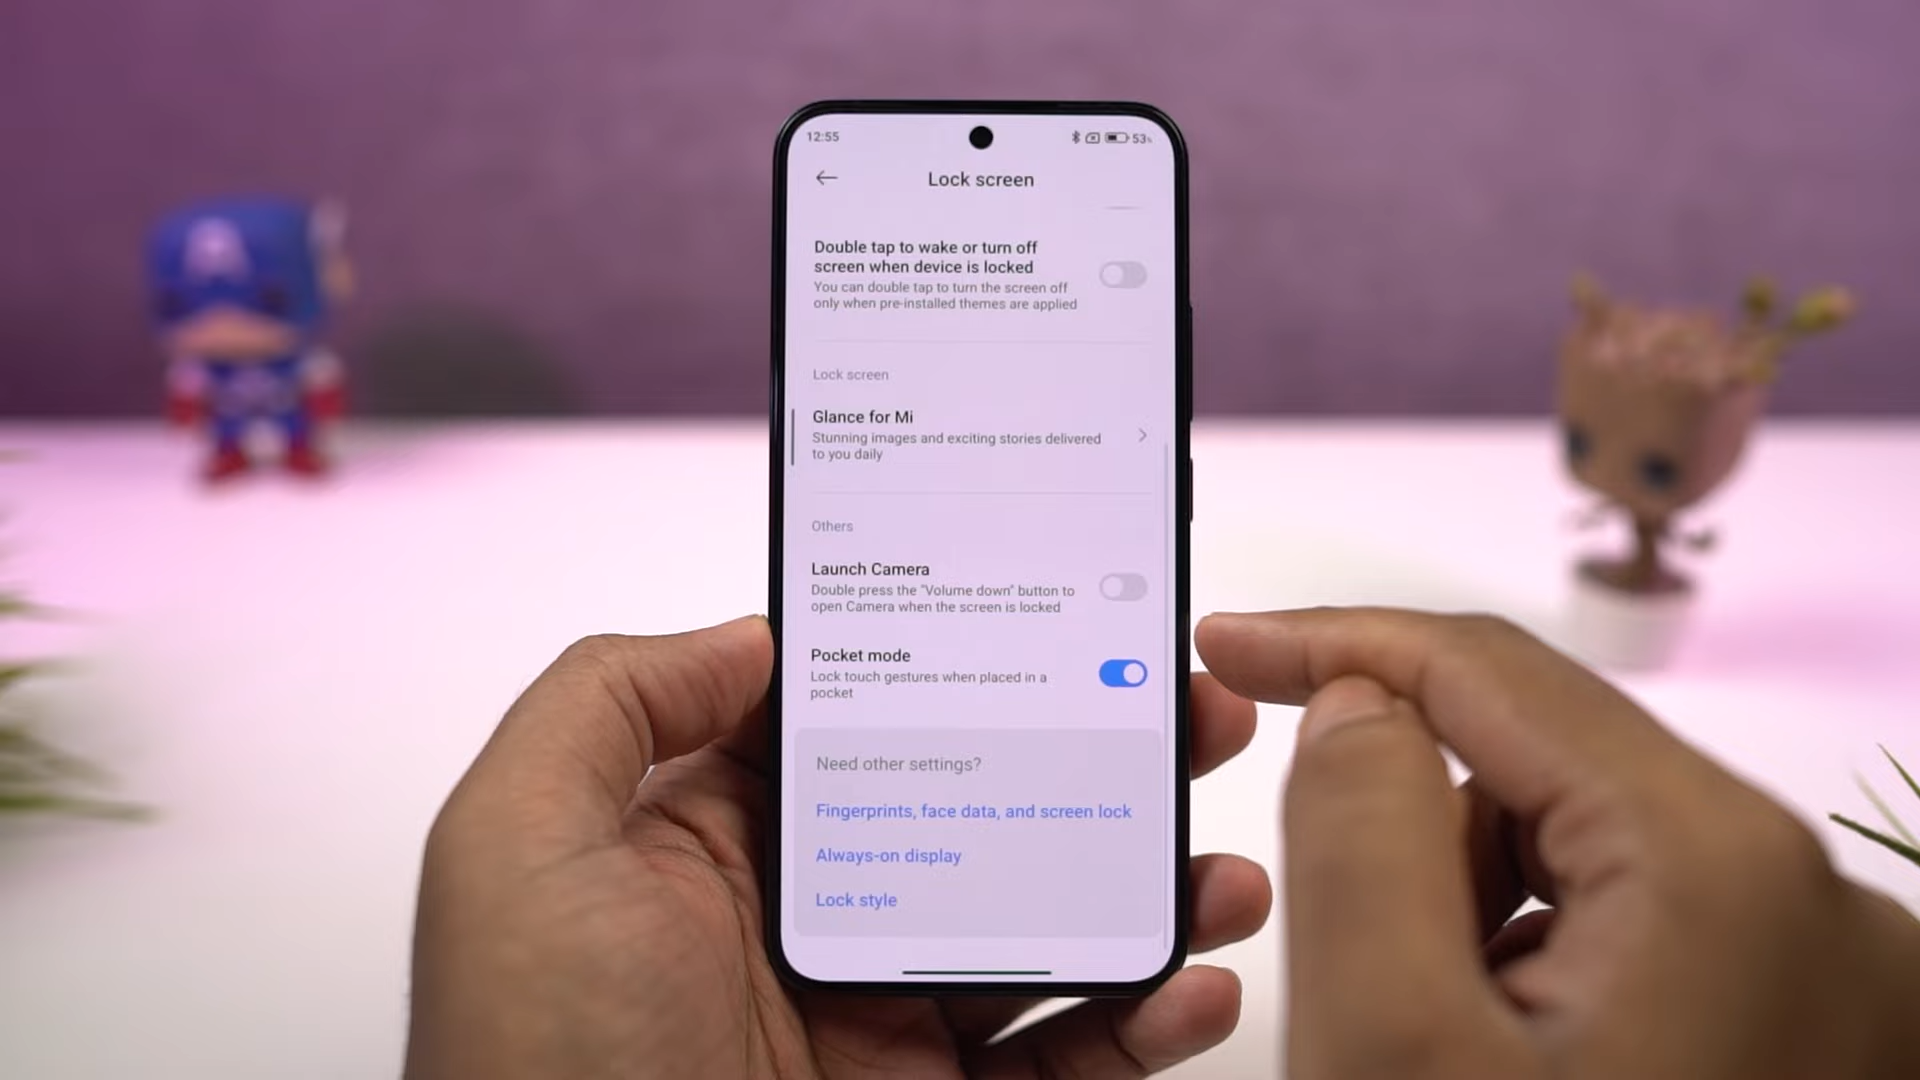 12:55
53%
Lock screen
Double tap to wake or turn off
screen when device is locked
You can double tap to turn the screen off
only when pre-installed themes are applied
Lock screen
Glance for Mi
Stunning images and exciting stories delivered
to you daily
Others
Launch Camera
Double press the "Volume down" button to
open Camera when the screen is locked
Pocket mode
Lock touch gestures when placed in a
pocket
Need other settings?
Fingerprints, face data, and screen lock
Always-on display
Lock style
A